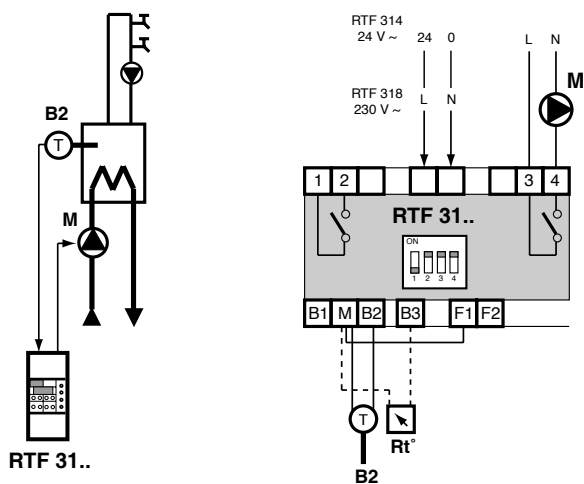 B2
T
M
RTF 31..
RTF 314 24 0 L N
24 V ~
M
RTF 318 L N
230 V ~
1 2 3 4
RTF 31..
ON
1 2 3 4
B1 M B2 B3 F1 F2
T
Rt°
B2